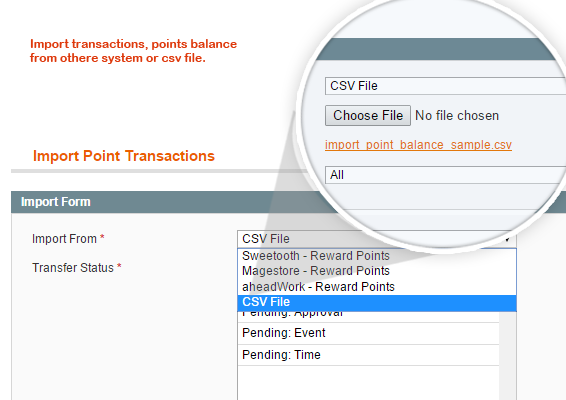 Import transactions, points balance
from othere system or csv file.
CSV File
Choose File No file chosen
import_point_balance_sample.csv
All
Import Point Transactions
Import Form
Import From *
CSV File
Sweetooth - Reward Points
Magestore - Reward Points
aheadWork - Reward Points
CSV File
Transfer Status *
Pending: Approval
Pending: Event
Pending: Time